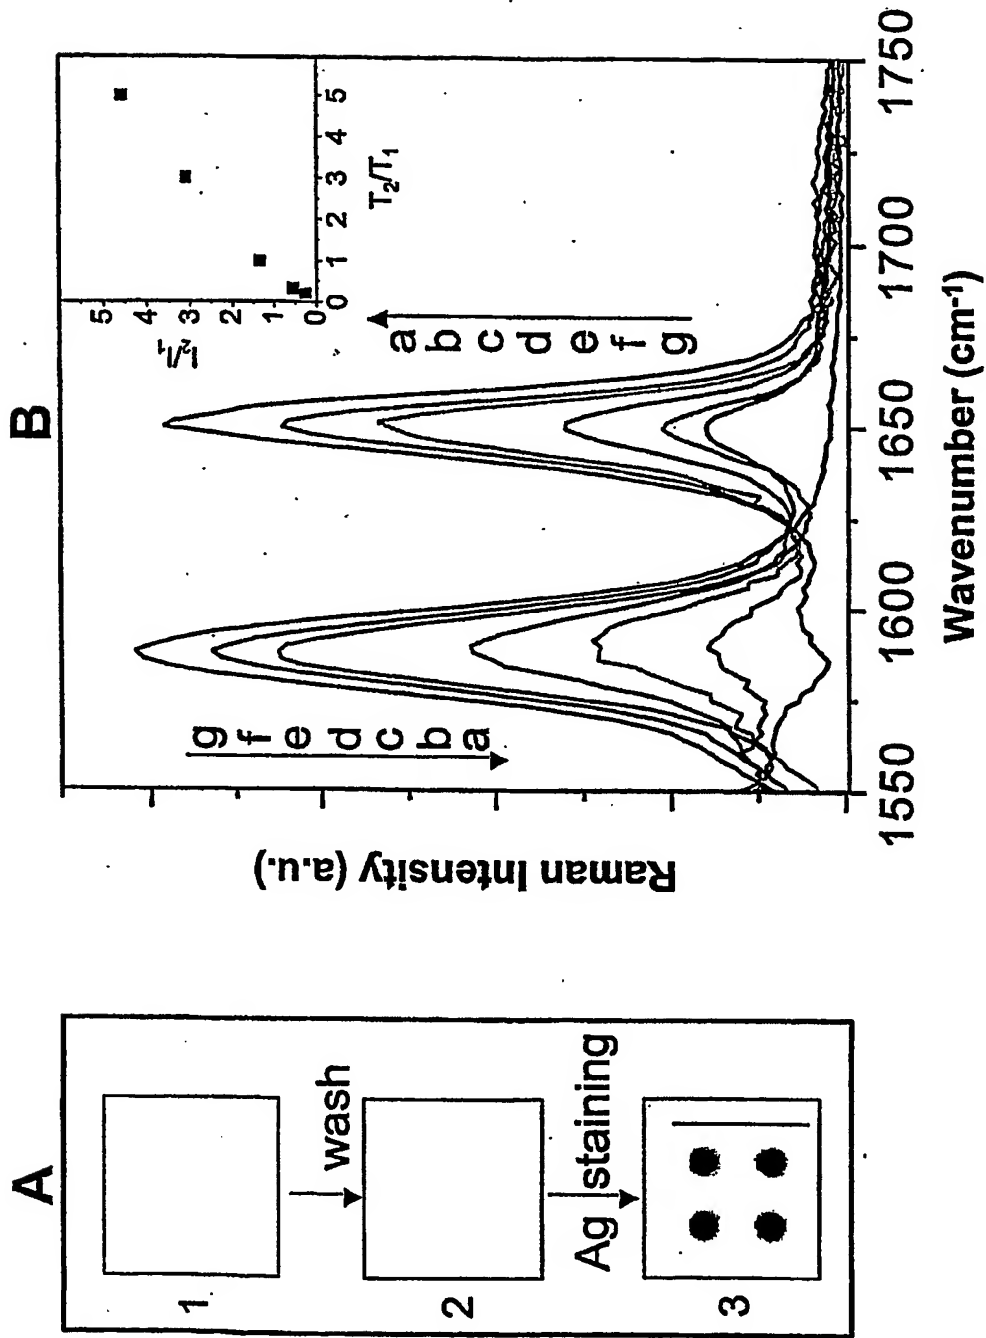 A
1
wash
2
Ag staining
3
B
Raman Intensity (a.u.)
g
f
e
d
c
b
a
a
b
c
d
e
f
g
I₂/I₁
5
4
3
2
1
0
0 1 2 3 4 5
T₂/T₁
1550 1600 1650 1700 1750
Wavenumber (cm⁻¹)